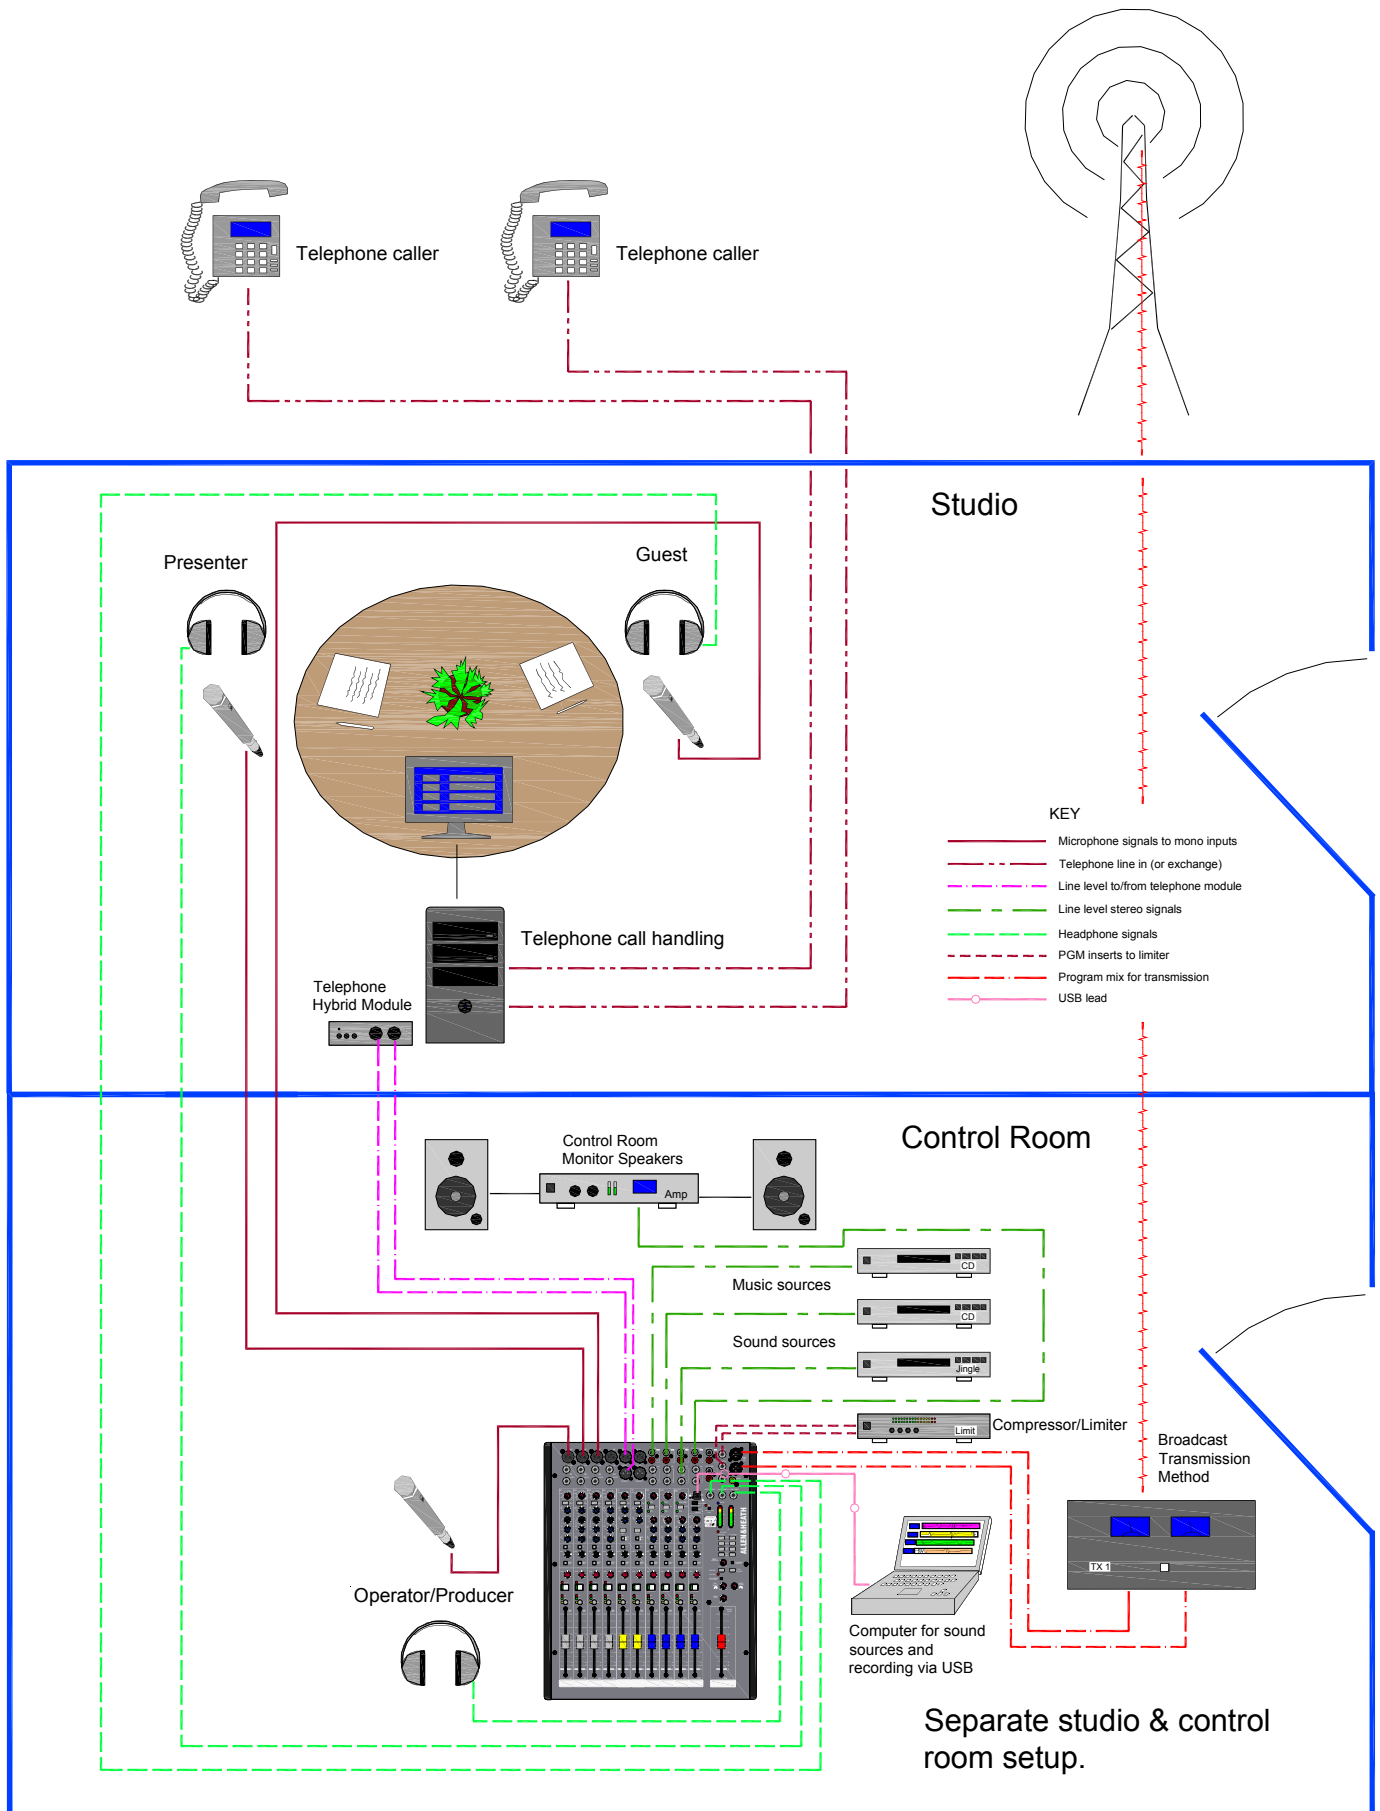 Telephone caller
Telephone caller
Studio
Presenter
Guest
KEY
Microphone signals to mono inputs
Telephone line in (or exchange)
Line level to/from telephone module
Line level stereo signals
Headphone signals
PGM inserts to limiter
Program mix for transmission
USB lead
Telephone call handling
Telephone
Hybrid Module
Control Room
Control Room
Monitor Speakers
Amp
CD
Music sources
CD
Sound sources
Jingle
Compressor/Limiter
Limit
Broadcast
Transmission
Method
ALLEN&HEATH
TX 1
Operator/Producer
Computer for sound
sources and
recording via USB
Separate studio & control
room setup.